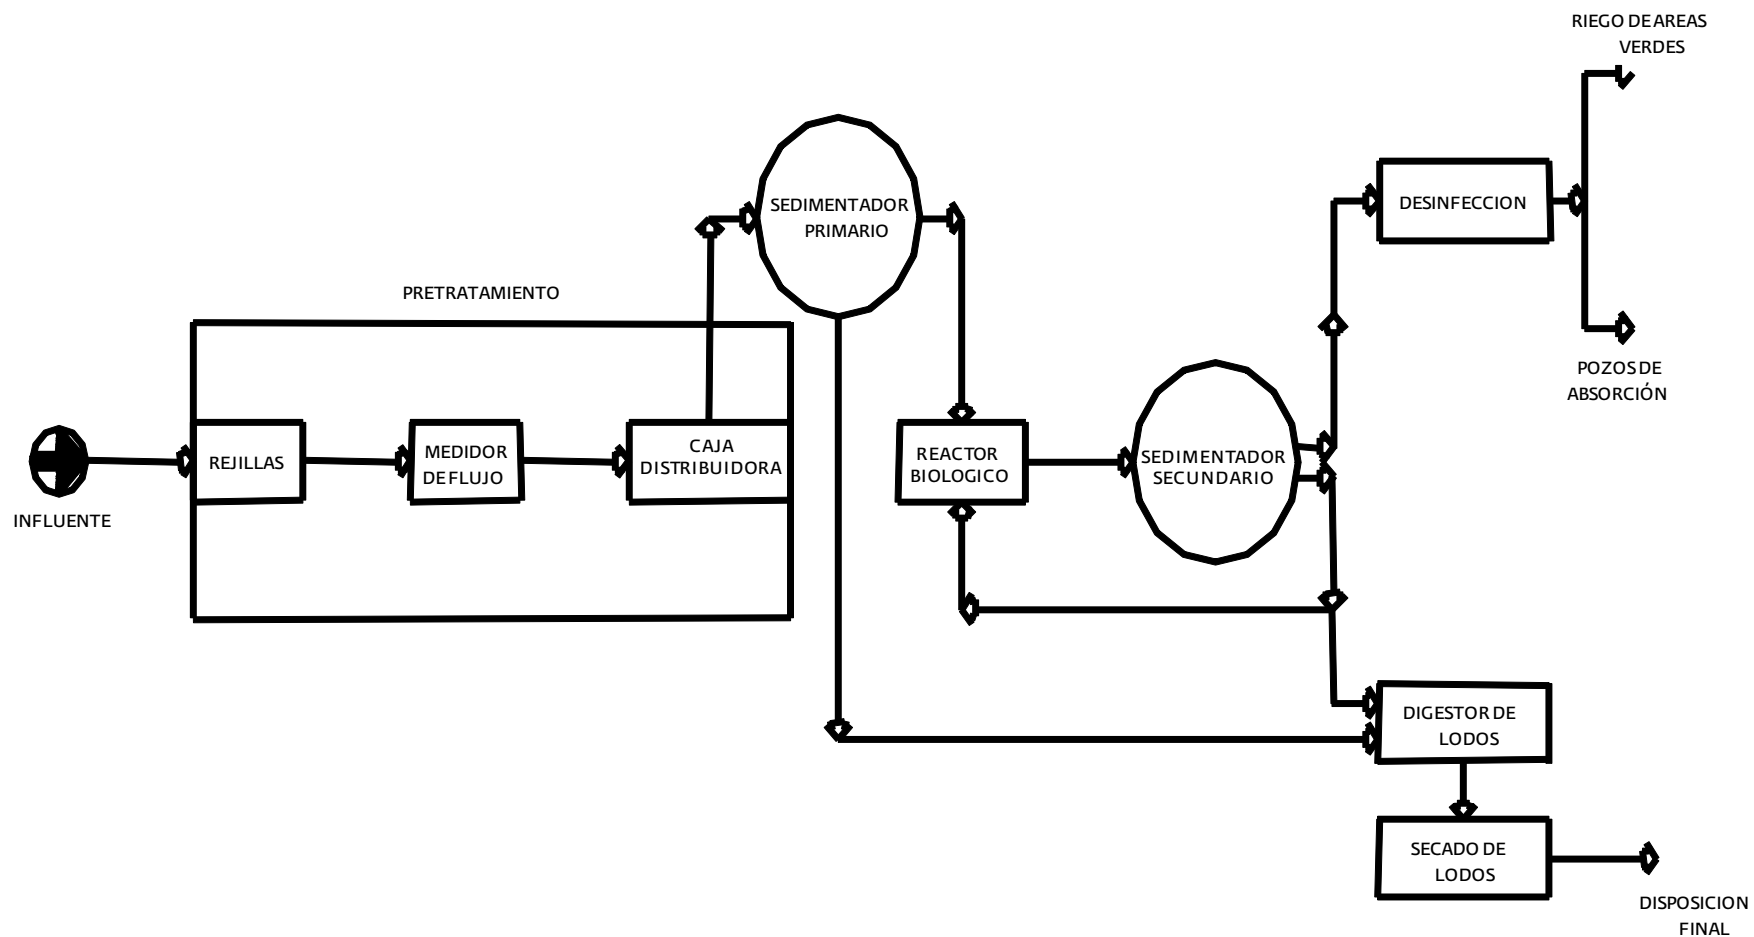 RIEGO DE AREAS
VERDES
SEDIMENTADOR
PRIMARIO
DESINFECCION
PRETRATAMIENTO
POZOS DE
ABSORCIÓN
REJILLAS
MEDIDOR
DE FLUJO
CAJA
DISTRIBUIDORA
REACTOR
BIOLOGICO
SEDIMENTADOR
SECUNDARIO
INFLUENTE
DIGESTOR DE
LODOS
SECADO DE
LODOS
DISPOSICION
FINAL